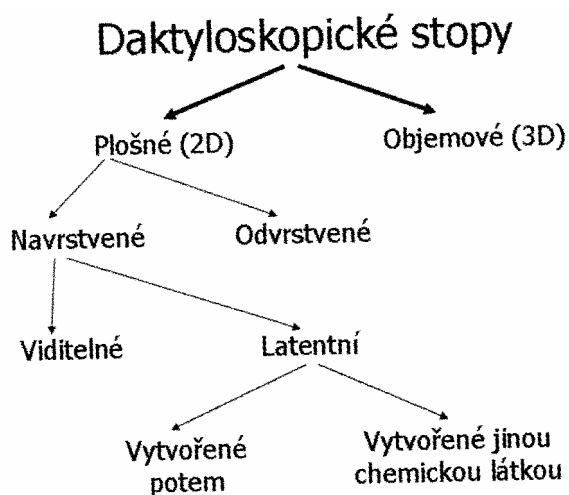 Daktyloskopické stopy
Plošné (2D)
Objemové (3D)
Navrstvené
Odvrstvené
Viditelné
Latentní
Vytvořené
potem
Vytvořené jinou
chemickou látkou